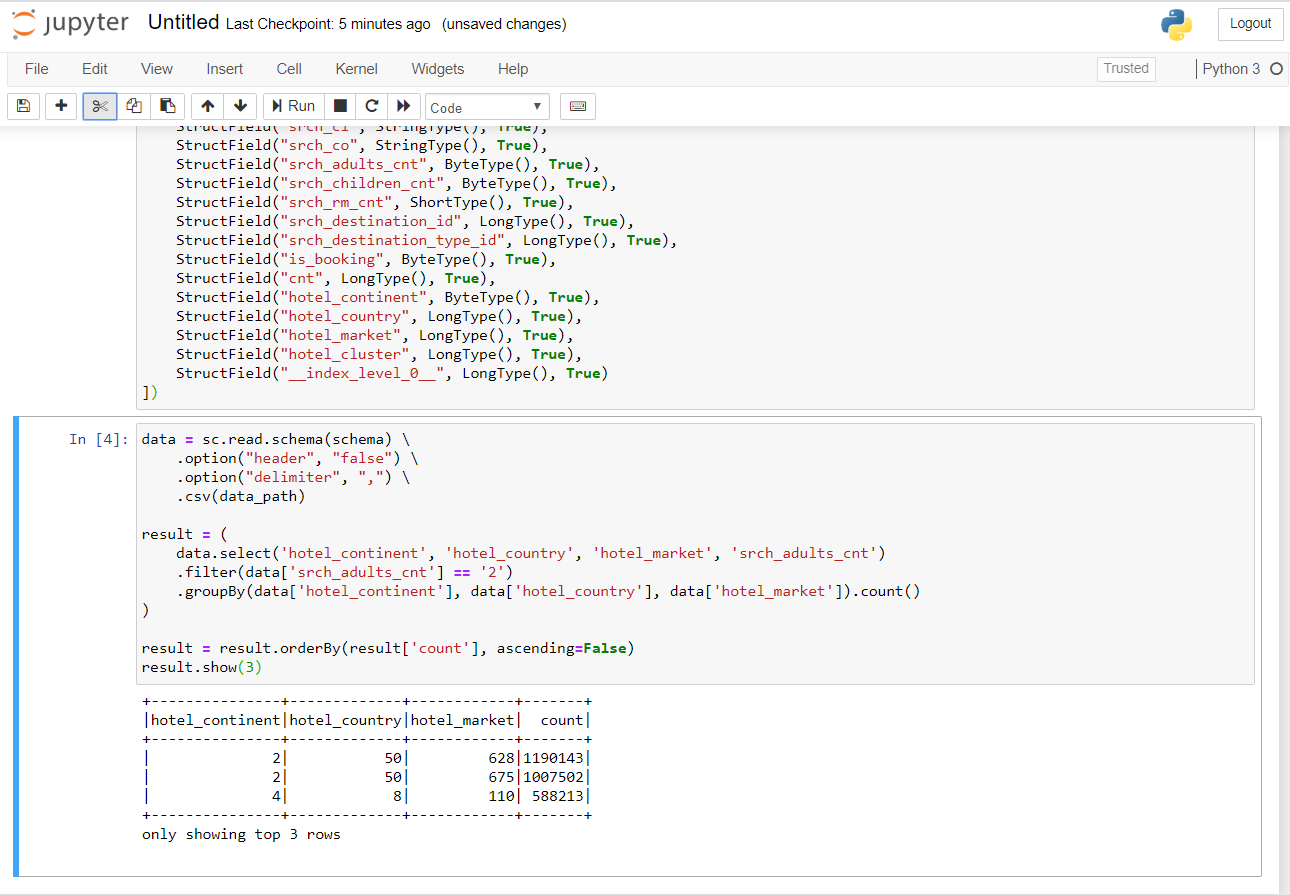 jupyter Untitled Last Checkpoint: 5 minutes ago (unsaved changes) Logout
File Edit View Insert Cell Kernel Widgets Help Trusted Python 3
Run Code
StructField("srch_ci", StringType(), True),
StructField("srch_co", StringType(), True),
StructField("srch_adults_cnt", ByteType(), True),
StructField("srch_children_cnt", ByteType(), True),
StructField("srch_rm_cnt", ShortType(), True),
StructField("srch_destination_id", LongType(), True),
StructField("srch_destination_type_id", LongType(), True),
StructField("is_booking", ByteType(), True),
StructField("cnt", LongType(), True),
StructField("hotel_continent", ByteType(), True),
StructField("hotel_country", LongType(), True),
StructField("hotel_market", LongType(), True),
StructField("hotel_cluster", LongType(), True),
StructField("__index_level_0__", LongType(), True)
])
In [4]: data = sc.read.schema(schema) \
.option("header", "false") \
.option("delimiter", ",") \
.csv(data_path)
result = (
data.select('hotel_continent', 'hotel_country', 'hotel_market', 'srch_adults_cnt')
.filter(data['srch_adults_cnt'] == '2')
.groupBy(data['hotel_continent'], data['hotel_country'], data['hotel_market']).count()
)
result = result.orderBy(result['count'], ascending=False)
result.show(3)
+---------------+-------------+------------+-------+
|hotel_continent|hotel_country|hotel_market|  count|
+---------------+-------------+------------+-------+
|              2|           50|         628|1190143|
|              2|           50|         675|1007502|
|              4|            8|         110| 588213|
+---------------+-------------+------------+-------+
only showing top 3 rows